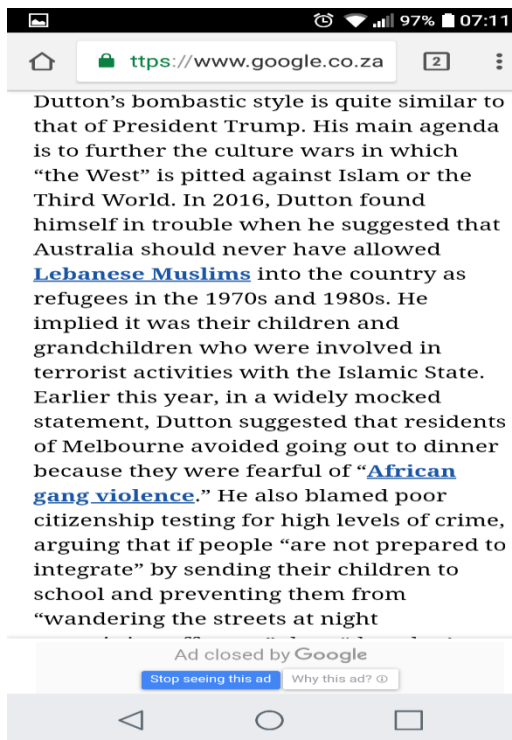 97% 07:11
ttps://www.google.co.za 2
Dutton's bombastic style is quite similar to
that of President Trump. His main agenda
is to further the culture wars in which
“the West” is pitted against Islam or the
Third World. In 2016, Dutton found
himself in trouble when he suggested that
Australia should never have allowed
Lebanese Muslims into the country as
refugees in the 1970s and 1980s. He
implied it was their children and
grandchildren who were involved in
terrorist activities with the Islamic State.
Earlier this year, in a widely mocked
statement, Dutton suggested that residents
of Melbourne avoided going out to dinner
because they were fearful of “African
gang violence.” He also blamed poor
citizenship testing for high levels of crime,
arguing that if people “are not prepared to
integrate” by sending their children to
school and preventing them from
“wandering the streets at night
Ad closed by Google
Stop seeing this ad Why this ad?